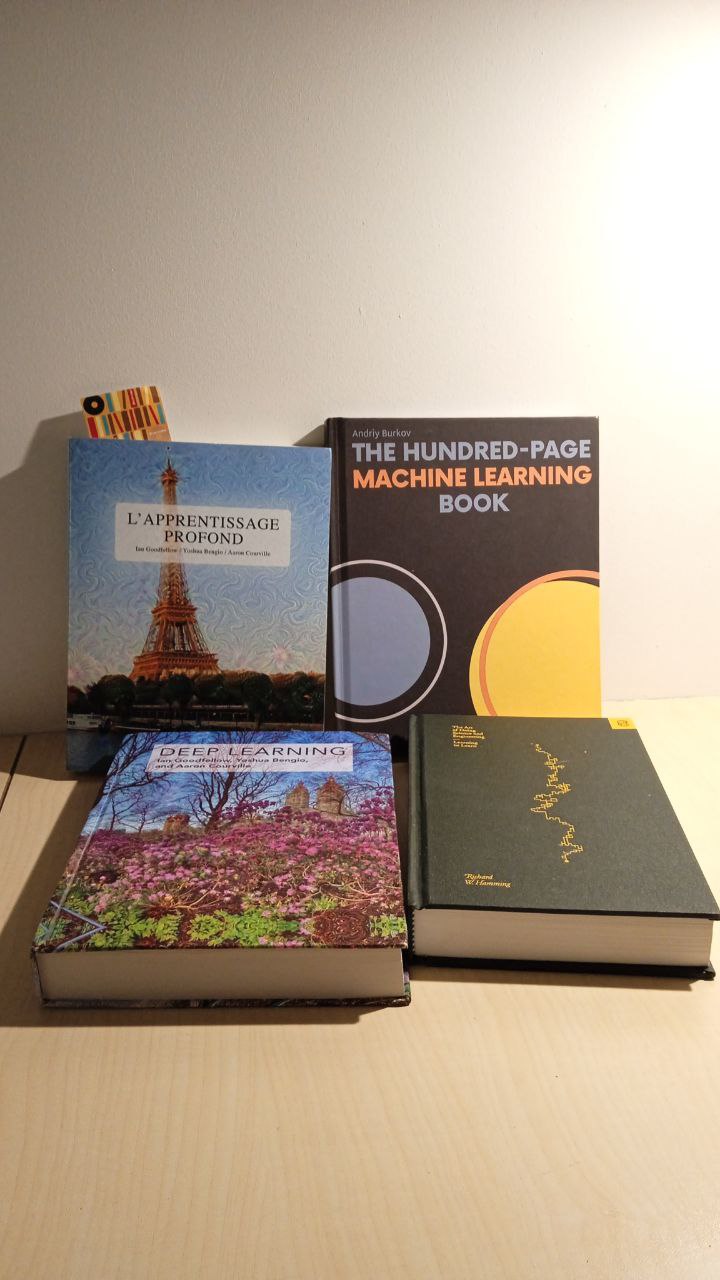 L'APPRENTISSAGE
PROFOND
Ian Goodfellow / Yoshua Bengio / Aaron Courville
Andriy Burkov
THE HUNDRED-PAGE
MACHINE LEARNING
BOOK
DEEP LEARNING
Ian Goodfellow, Yoshua Bengio,
and Aaron Courville
The Art
of Doing
Science and
Engineering
Learning
to Learn
Richard
W. Hamming